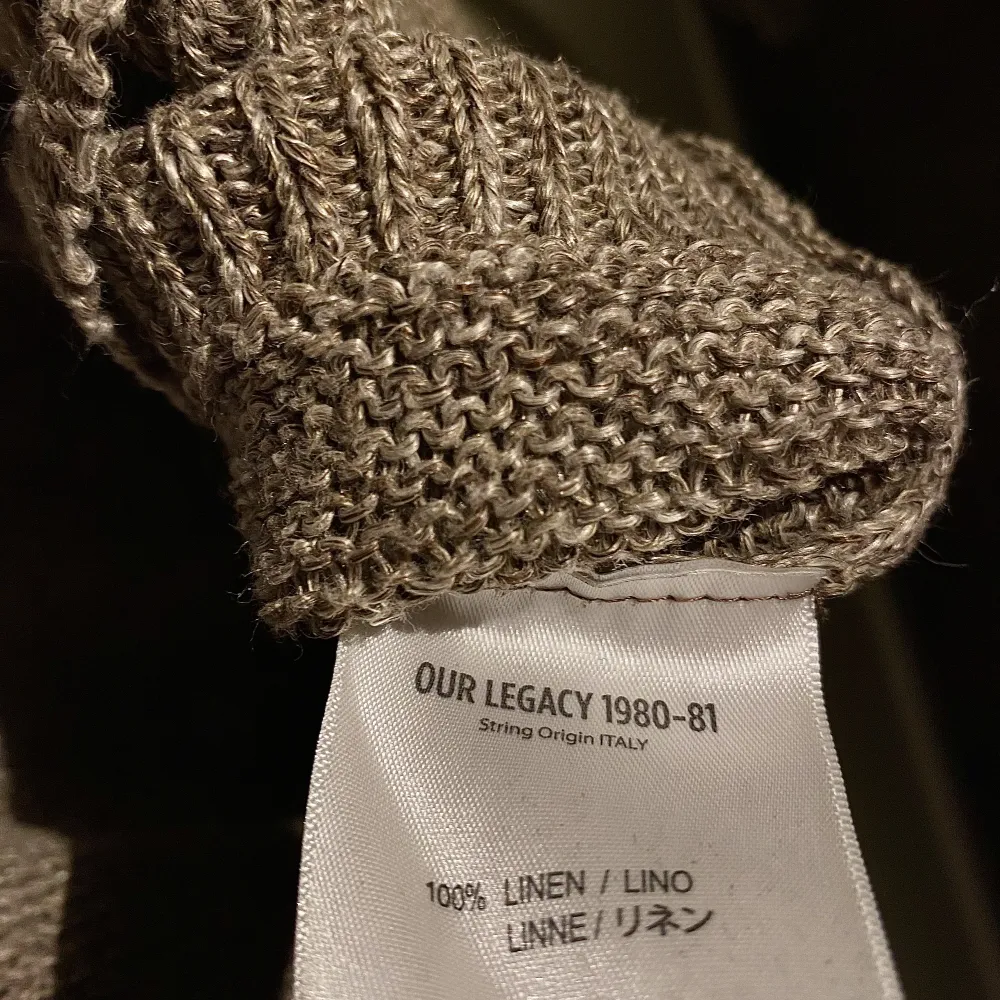 OUR LEGACY 1980-81
String Origin ITALY
100% LINEN / LINO
LINNE / リネン